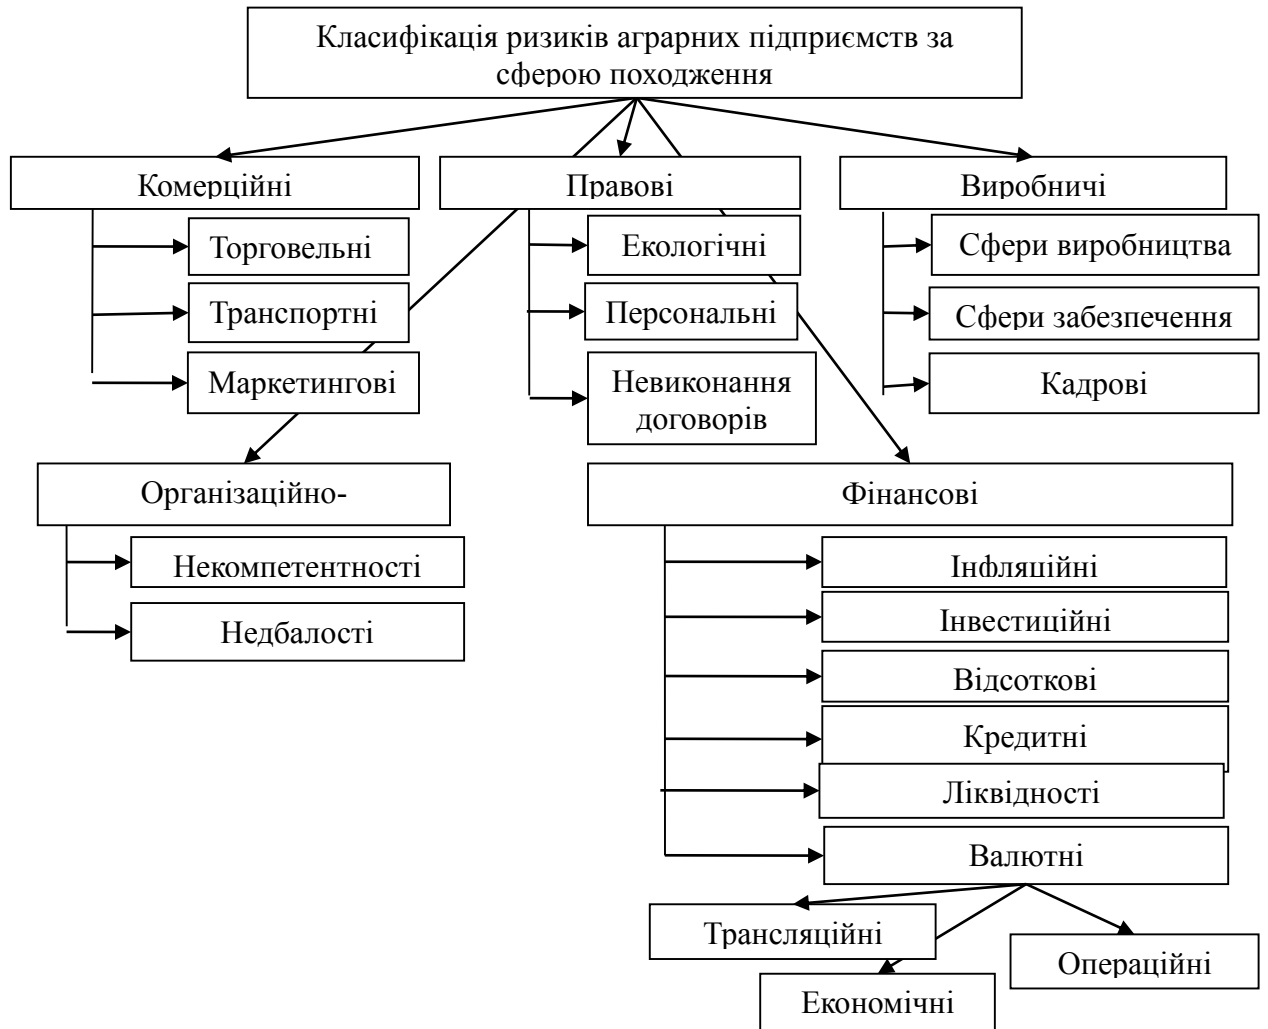 Класифікація ризиків аграрних підприємств за
сферою походження
Комерційні
Правові
Виробничі
Торговельні
Транспортні
Маркетингові
Екологічні
Персональні
Невиконання
договорів
Сфери виробництва
Сфери забезпечення
Кадрові
Організаційно-
Некомпетентності
Недбалості
Фінансові
Інфляційні
Інвестиційні
Відсоткові
Кредитні
Ліквідності
Валютні
Трансляційні
Економічні
Операційні